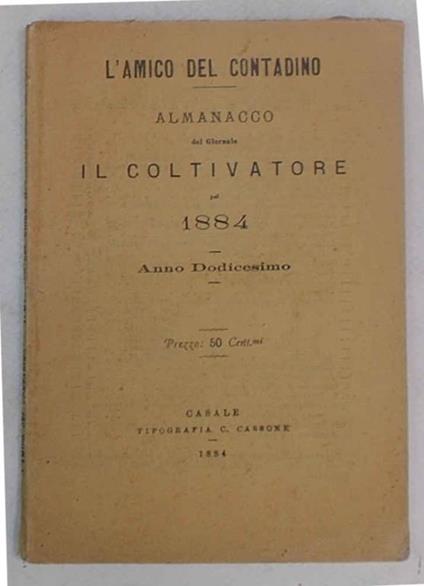 L'AMICO DEL CONTADINO
ALMANACCO
del Giornale
IL COLTIVATORE
pel
1884
Anno Dodicesimo
Prezzo: 50 Cent.mi
CASALE
TIPOGRAFIA C. CASSONE
1884